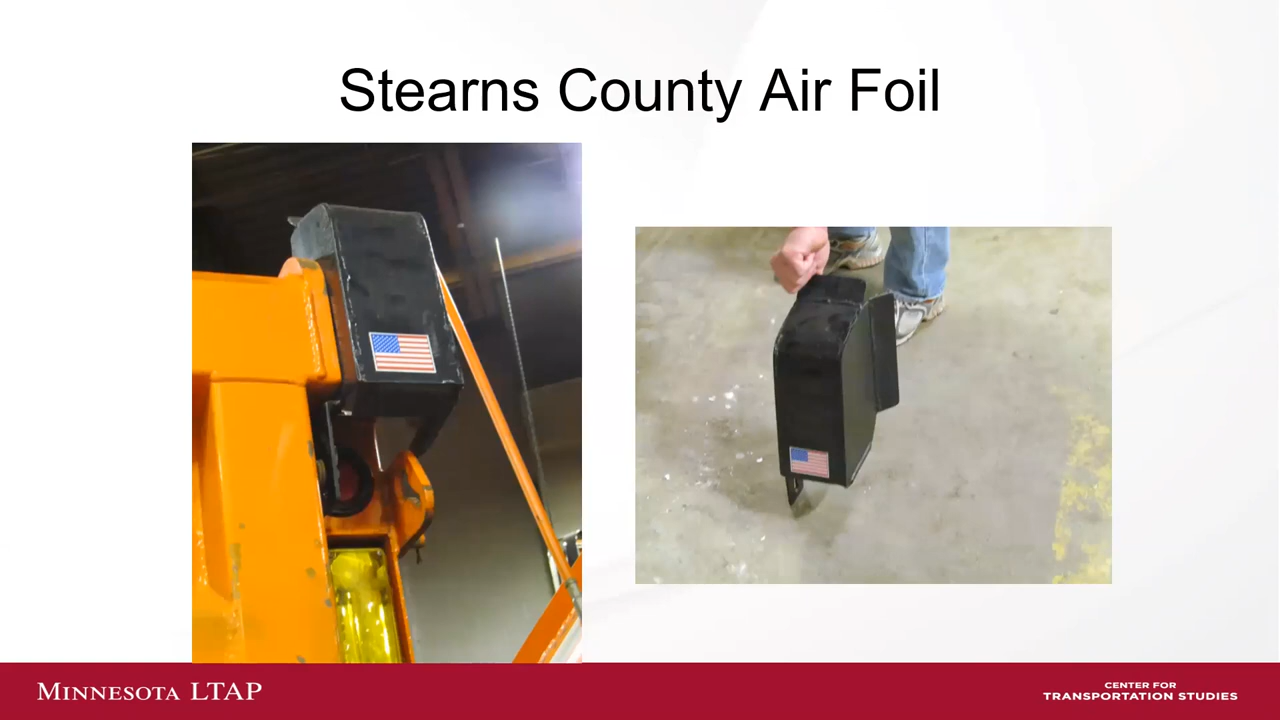 Stearns County Air Foil
MINNESOTA LTAP
CENTER FOR
TRANSPORTATION STUDIES